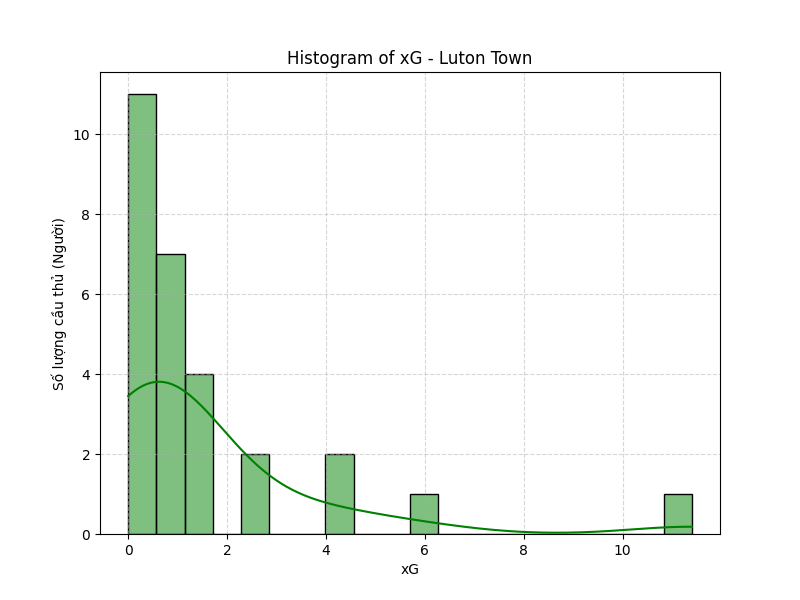 Histogram of xG - Luton Town
Số lượng cầu thủ (Người)
10
8
6
4
2
0
0 2 4 6 8 10
xG